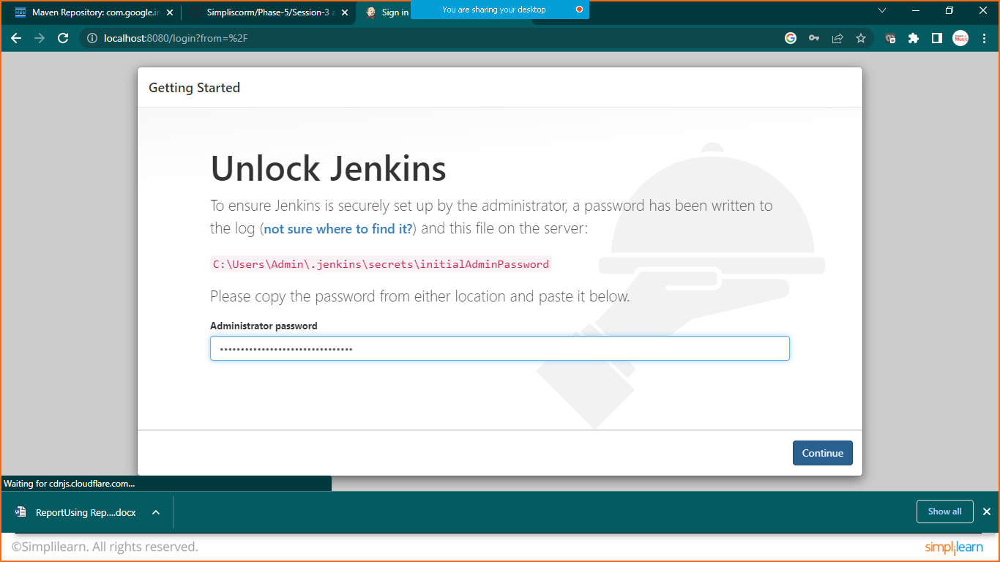 Maven Repository: com.google.in
Simpliscorm/Phase-5/Session-3 a
Sign in
You are sharing your desktop
localhost:8080/login?from=%2F
Getting Started
Unlock Jenkins
To ensure Jenkins is securely set up by the administrator, a password has been written to
the log (not sure where to find it?) and this file on the server:
C:\Users\Admin\.jenkins\secrets\initialAdminPassword
Please copy the password from either location and paste it below.
Administrator password
Continue
Waiting for cdnjs.cloudflare.com...
ReportUsing Rep....docx
Show all
©Simplilearn. All rights reserved.
simplilearn